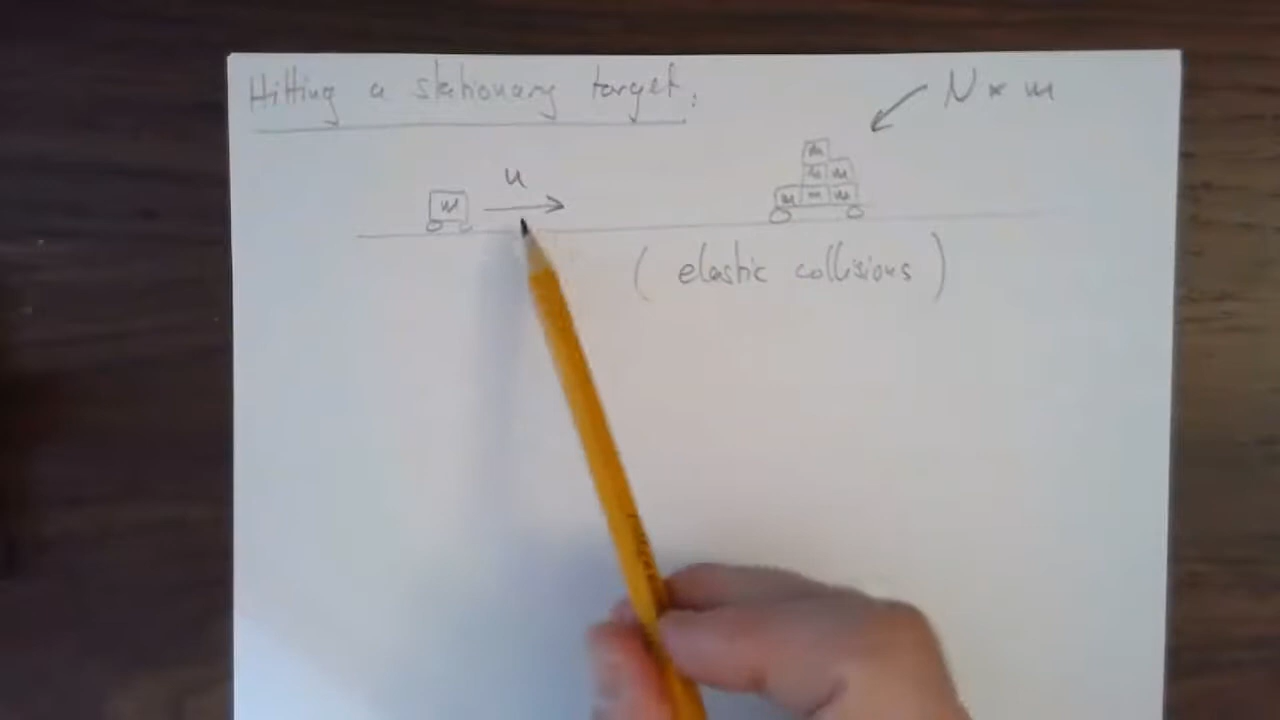 Hitting a stationary target:
N × m
u
m
m
m m
m m m
( elastic collisions )